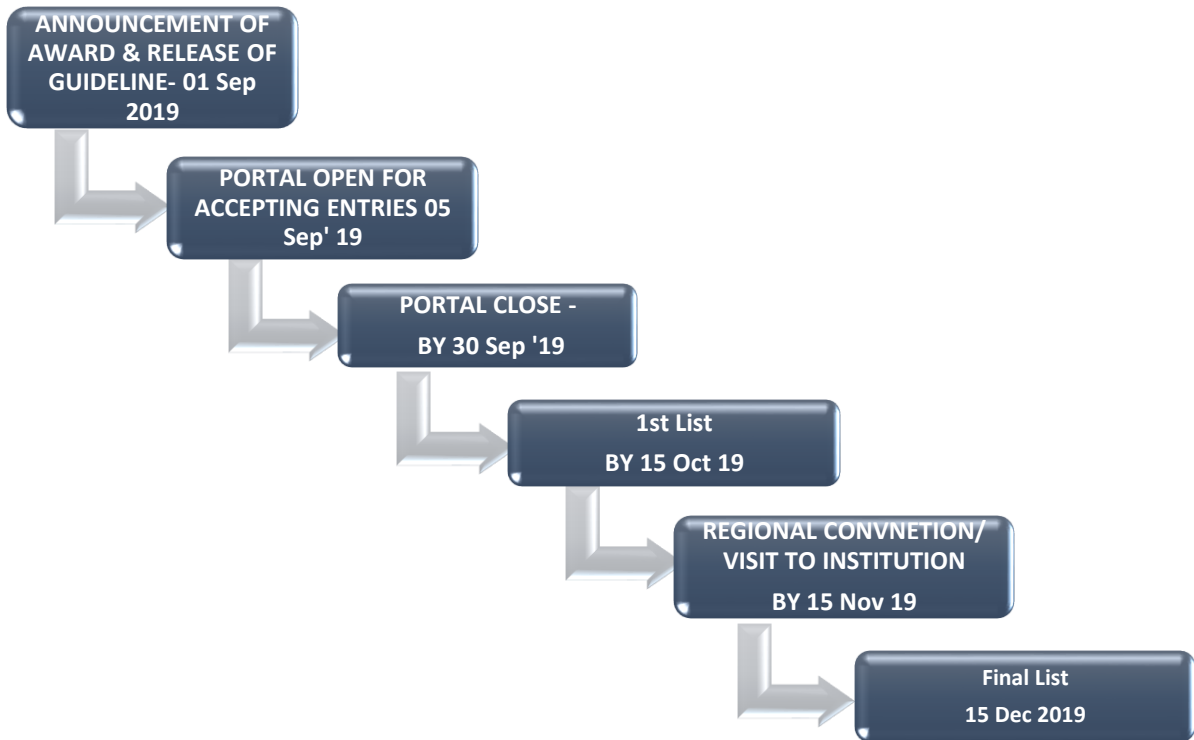 ANNOUNCEMENT OF
AWARD & RELEASE OF
GUIDELINE- 01 Sep
2019
PORTAL OPEN FOR
ACCEPTING ENTRIES 05
Sep' 19
PORTAL CLOSE -
BY 30 Sep '19
1st List
BY 15 Oct 19
REGIONAL CONVNETION/
VISIT TO INSTITUTION
BY 15 Nov 19
Final List
15 Dec 2019